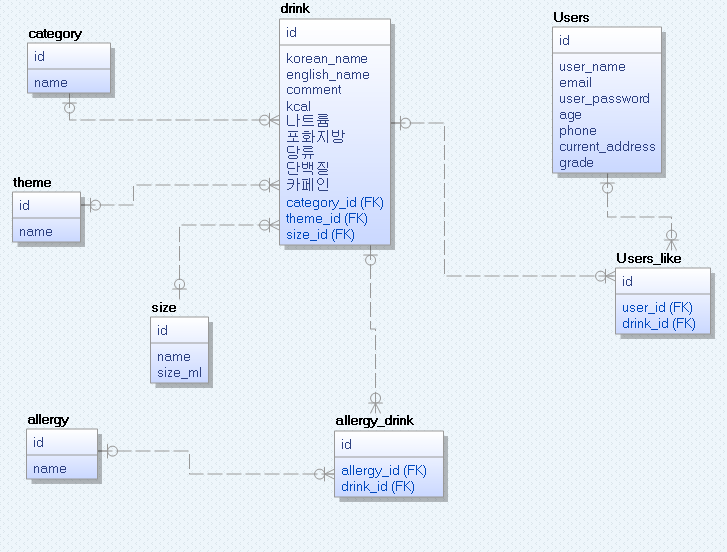 category
id
name
drink
id
korean_name
english_name
comment
kcal
나트륨
포화지방
당류
단백질
카페인
category_id (FK)
theme_id (FK)
size_id (FK)
Users
id
user_name
email
user_password
age
phone
current_address
grade
theme
id
name
Users_like
id
user_id (FK)
drink_id (FK)
size
id
name
size_ml
allergy
id
name
allergy_drink
id
allergy_id (FK)
drink_id (FK)